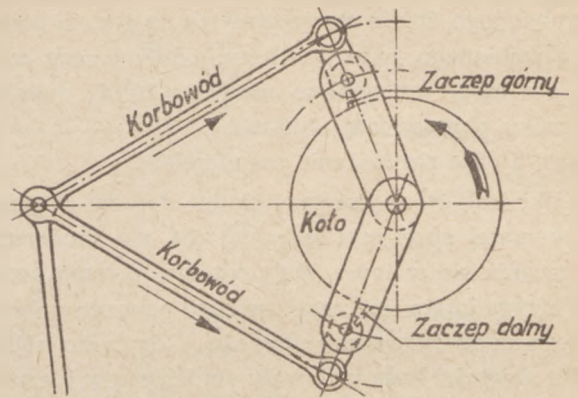 Korbowód
Zaczep górny
Koło
Korbowód
Zaczep dolny